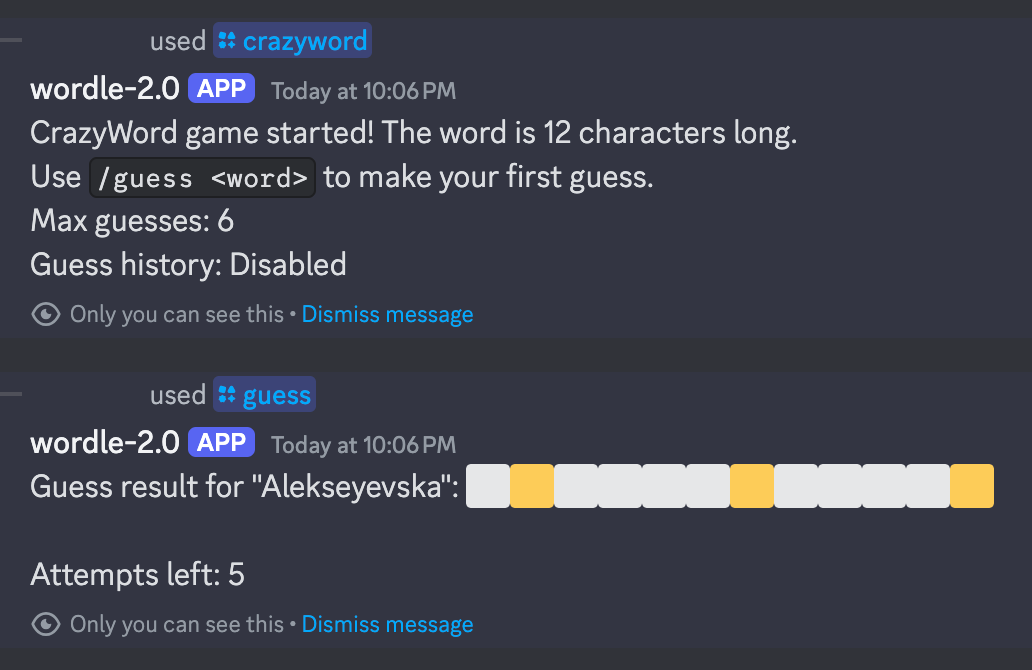 used crazyword
wordle-2.0 APP Today at 10:06 PM
CrazyWord game started! The word is 12 characters long.
Use /guess <word> to make your first guess.
Max guesses: 6
Guess history: Disabled
Only you can see this • Dismiss message
used guess
wordle-2.0 APP Today at 10:06 PM
Guess result for "Alekseyevska":
Attempts left: 5
Only you can see this • Dismiss message